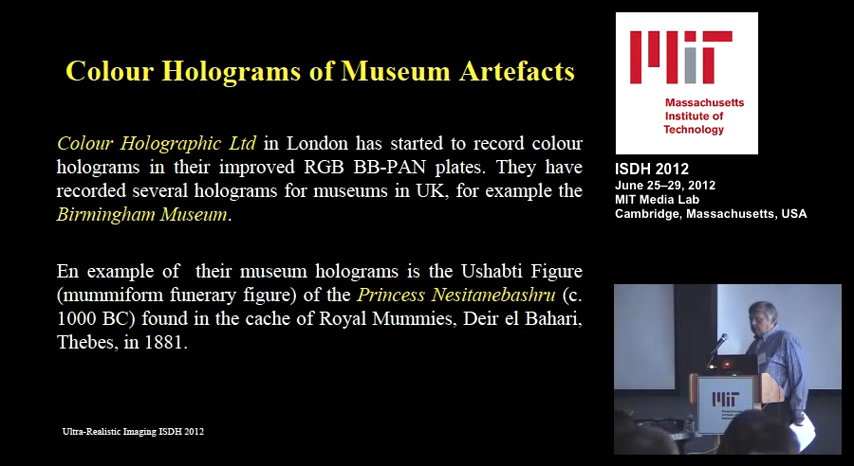 Colour Holograms of Museum Artefacts
Colour Holographic Ltd in London has started to record colour
holograms in their improved RGB BB-PAN plates. They have
recorded several holograms for museums in UK, for example the
Birmingham Museum.
En example of their museum holograms is the Ushabti Figure
(mummiform funerary figure) of the Princess Nesitanebashru (c.
1000 BC) found in the cache of Royal Mummies, Deir el Bahari,
Thebes, in 1881.
Ultra-Realistic Imaging ISDH 2012
MIT
Massachusetts
Institute of
Technology
ISDH 2012
June 25–29, 2012
MIT Media Lab
Cambridge, Massachusetts, USA
MIT